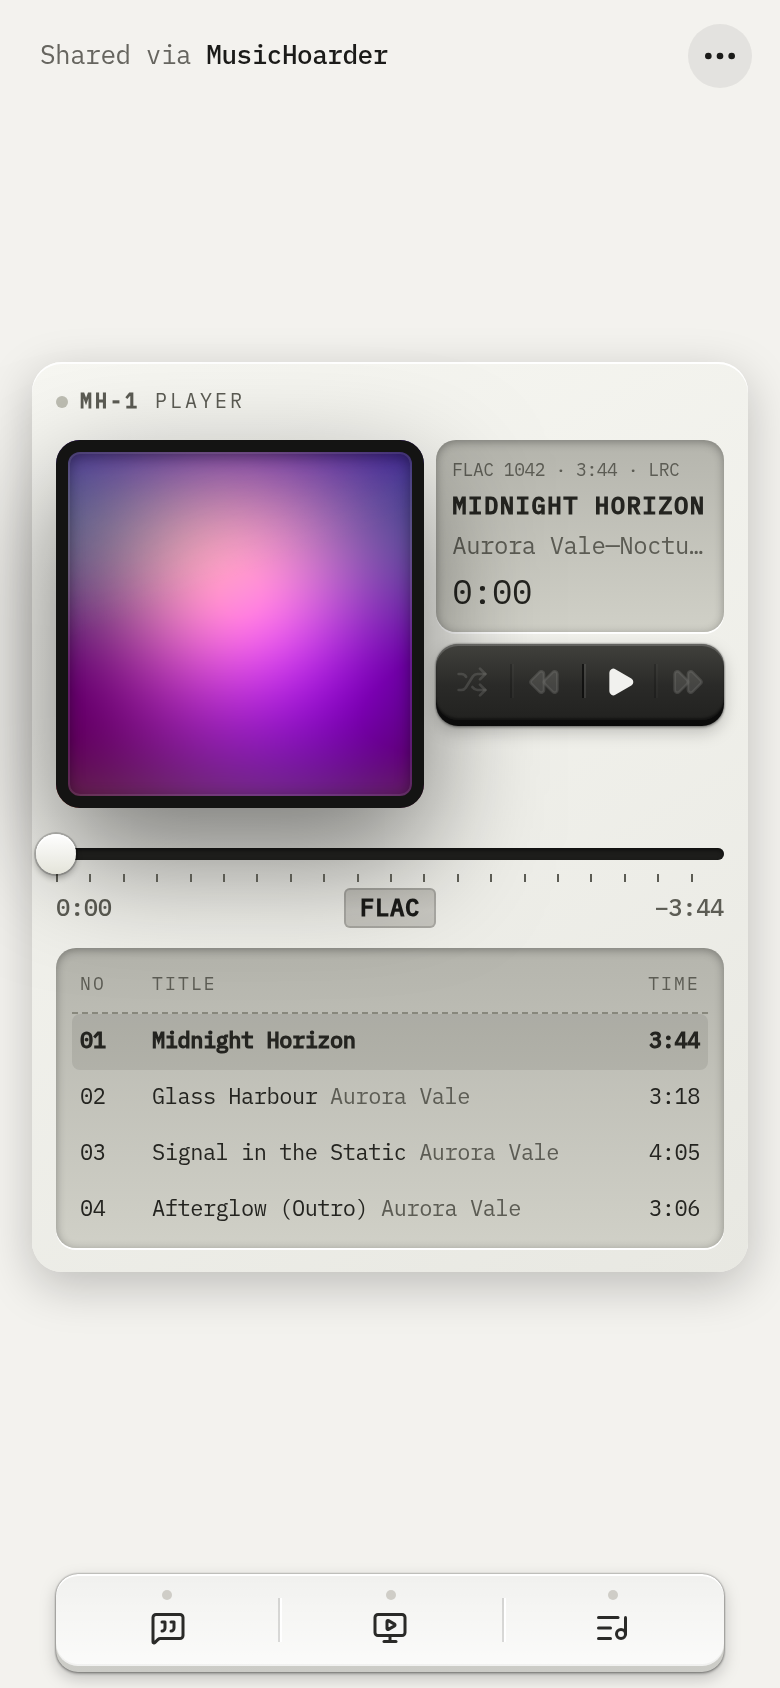 Shared via MusicHoarder
MH-1 PLAYER
FLAC 1042 · 3:44 · LRC
MIDNIGHT HORIZON
Aurora Vale—Noctu…
0:00
0:00 FLAC −3:44
NO TITLE TIME
01 Midnight Horizon 3:44
02 Glass Harbour Aurora Vale 3:18
03 Signal in the Static Aurora Vale 4:05
04 Afterglow (Outro) Aurora Vale 3:06